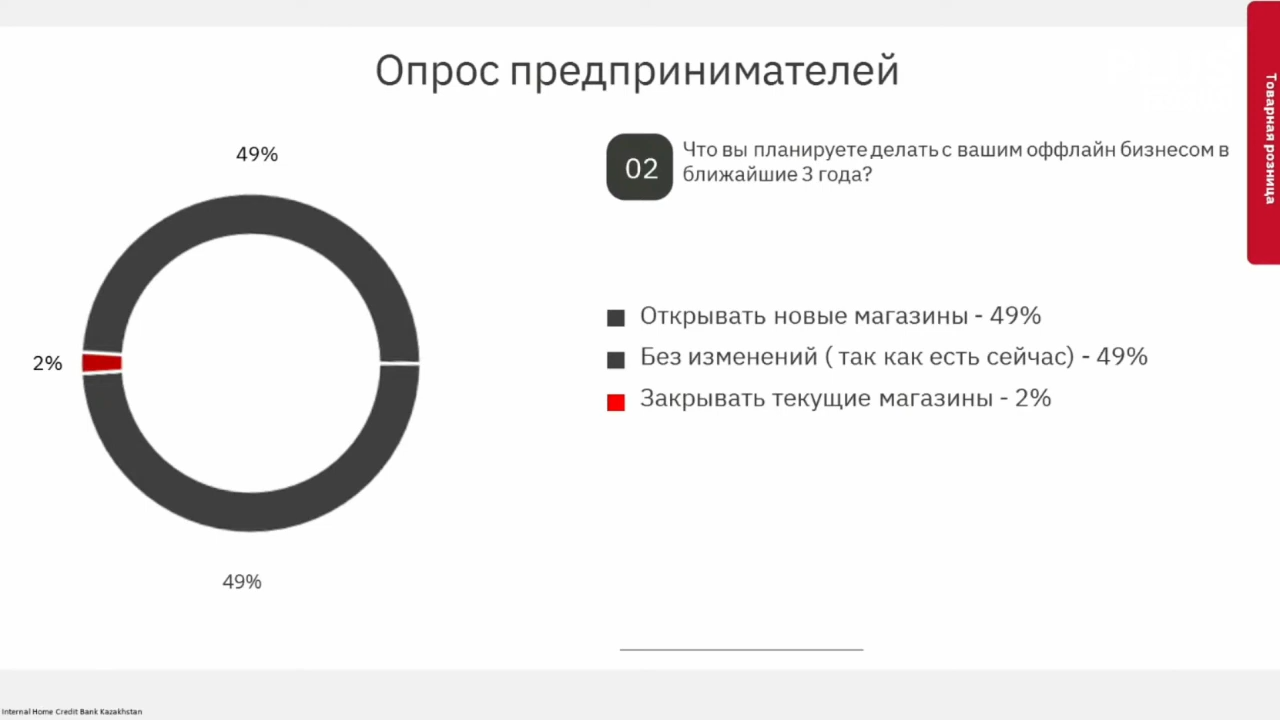 Опрос предпринимателей
Товарная розница
49%
02
Что вы планируете делать с вашим оффлайн бизнесом в
ближайшие 3 года?
Открывать новые магазины - 49%
Без изменений ( так как есть сейчас) - 49%
2%
Закрывать текущие магазины - 2%
49%
Internal Home Credit Bank Kazakhstan